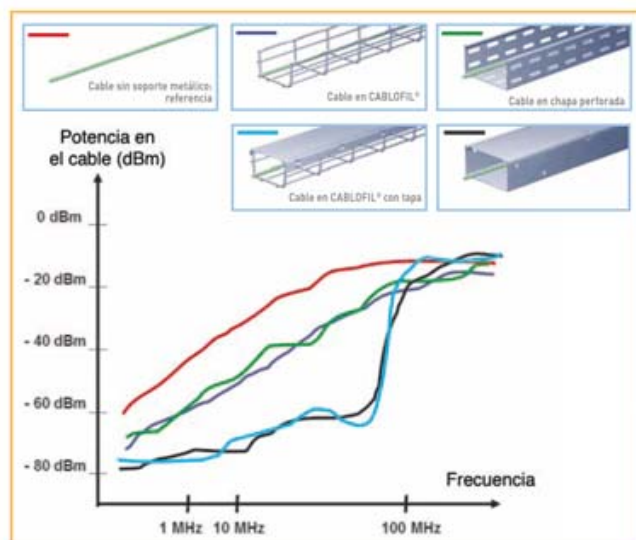 Cable sin soporte metálico:
referencia
Cable en CABLOFIL®
Cable en chapa perforada
Cable en CABLOFIL® con tapa
Potencia en
el cable (dBm)
0 dBm
- 20 dBm
- 40 dBm
- 60 dBm
- 80 dBm
Frecuencia
1 MHz
10 MHz
100 MHz